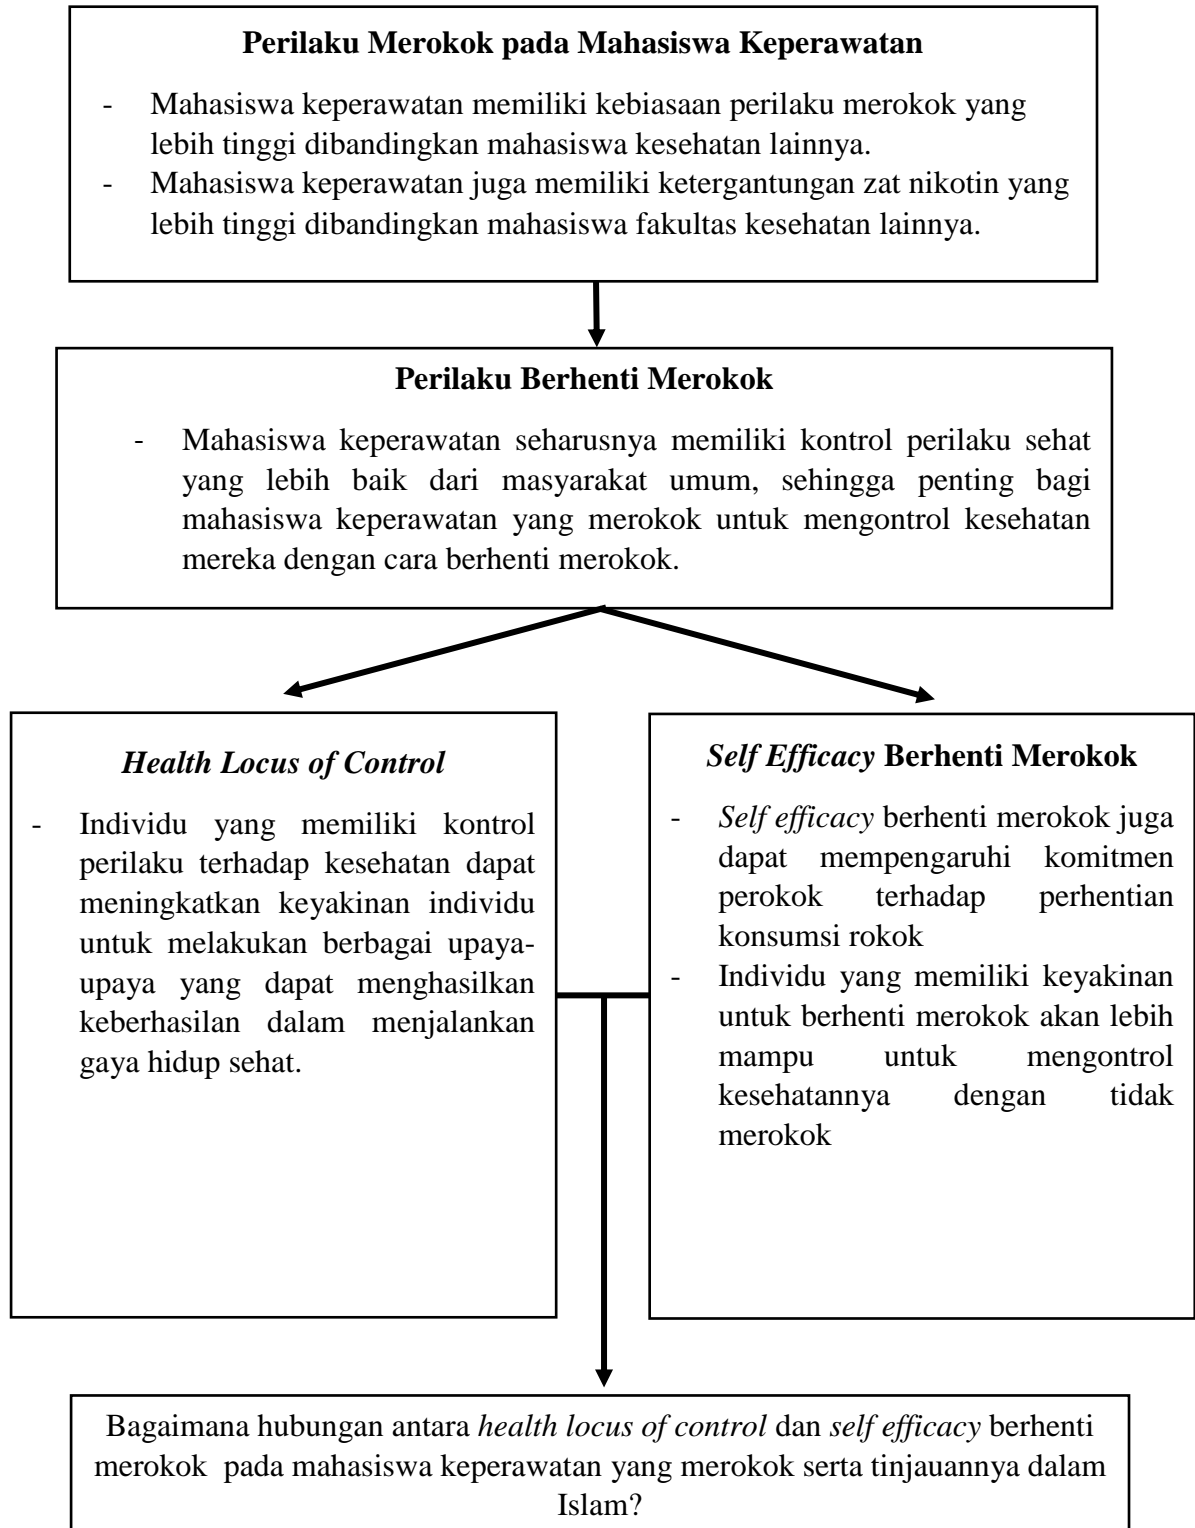 Perilaku Merokok pada Mahasiswa Keperawatan
- Mahasiswa keperawatan memiliki kebiasaan perilaku merokok yang
lebih tinggi dibandingkan mahasiswa kesehatan lainnya.
- Mahasiswa keperawatan juga memiliki ketergantungan zat nikotin yang
lebih tinggi dibandingkan mahasiswa fakultas kesehatan lainnya.
Perilaku Berhenti Merokok
- Mahasiswa keperawatan seharusnya memiliki kontrol perilaku sehat
yang lebih baik dari masyarakat umum, sehingga penting bagi
mahasiswa keperawatan yang merokok untuk mengontrol kesehatan
mereka dengan cara berhenti merokok.
Health Locus of Control
- Individu yang memiliki kontrol
perilaku terhadap kesehatan dapat
meningkatkan keyakinan individu
untuk melakukan berbagai upaya-
upaya yang dapat menghasilkan
keberhasilan dalam menjalankan
gaya hidup sehat.
Self Efficacy Berhenti Merokok
- Self efficacy berhenti merokok juga
dapat mempengaruhi komitmen
perokok terhadap perhentian
konsumsi rokok
- Individu yang memiliki keyakinan
untuk berhenti merokok akan lebih
mampu untuk mengontrol
kesehatannya dengan tidak
merokok
Bagaimana hubungan antara health locus of control dan self efficacy berhenti
merokok pada mahasiswa keperawatan yang merokok serta tinjauannya dalam
Islam?